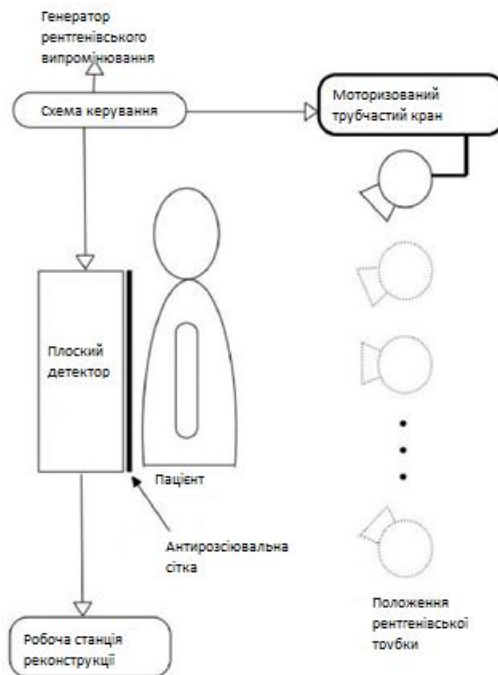 Генератор
рентгенівського
випромінювання
Схема керування
Моторизований
трубчастий кран
Плоский
детектор
Пацієнт
Антирозсіювальна
сітка
Положення
рентгенівської
трубки
Робоча станція
реконструкції